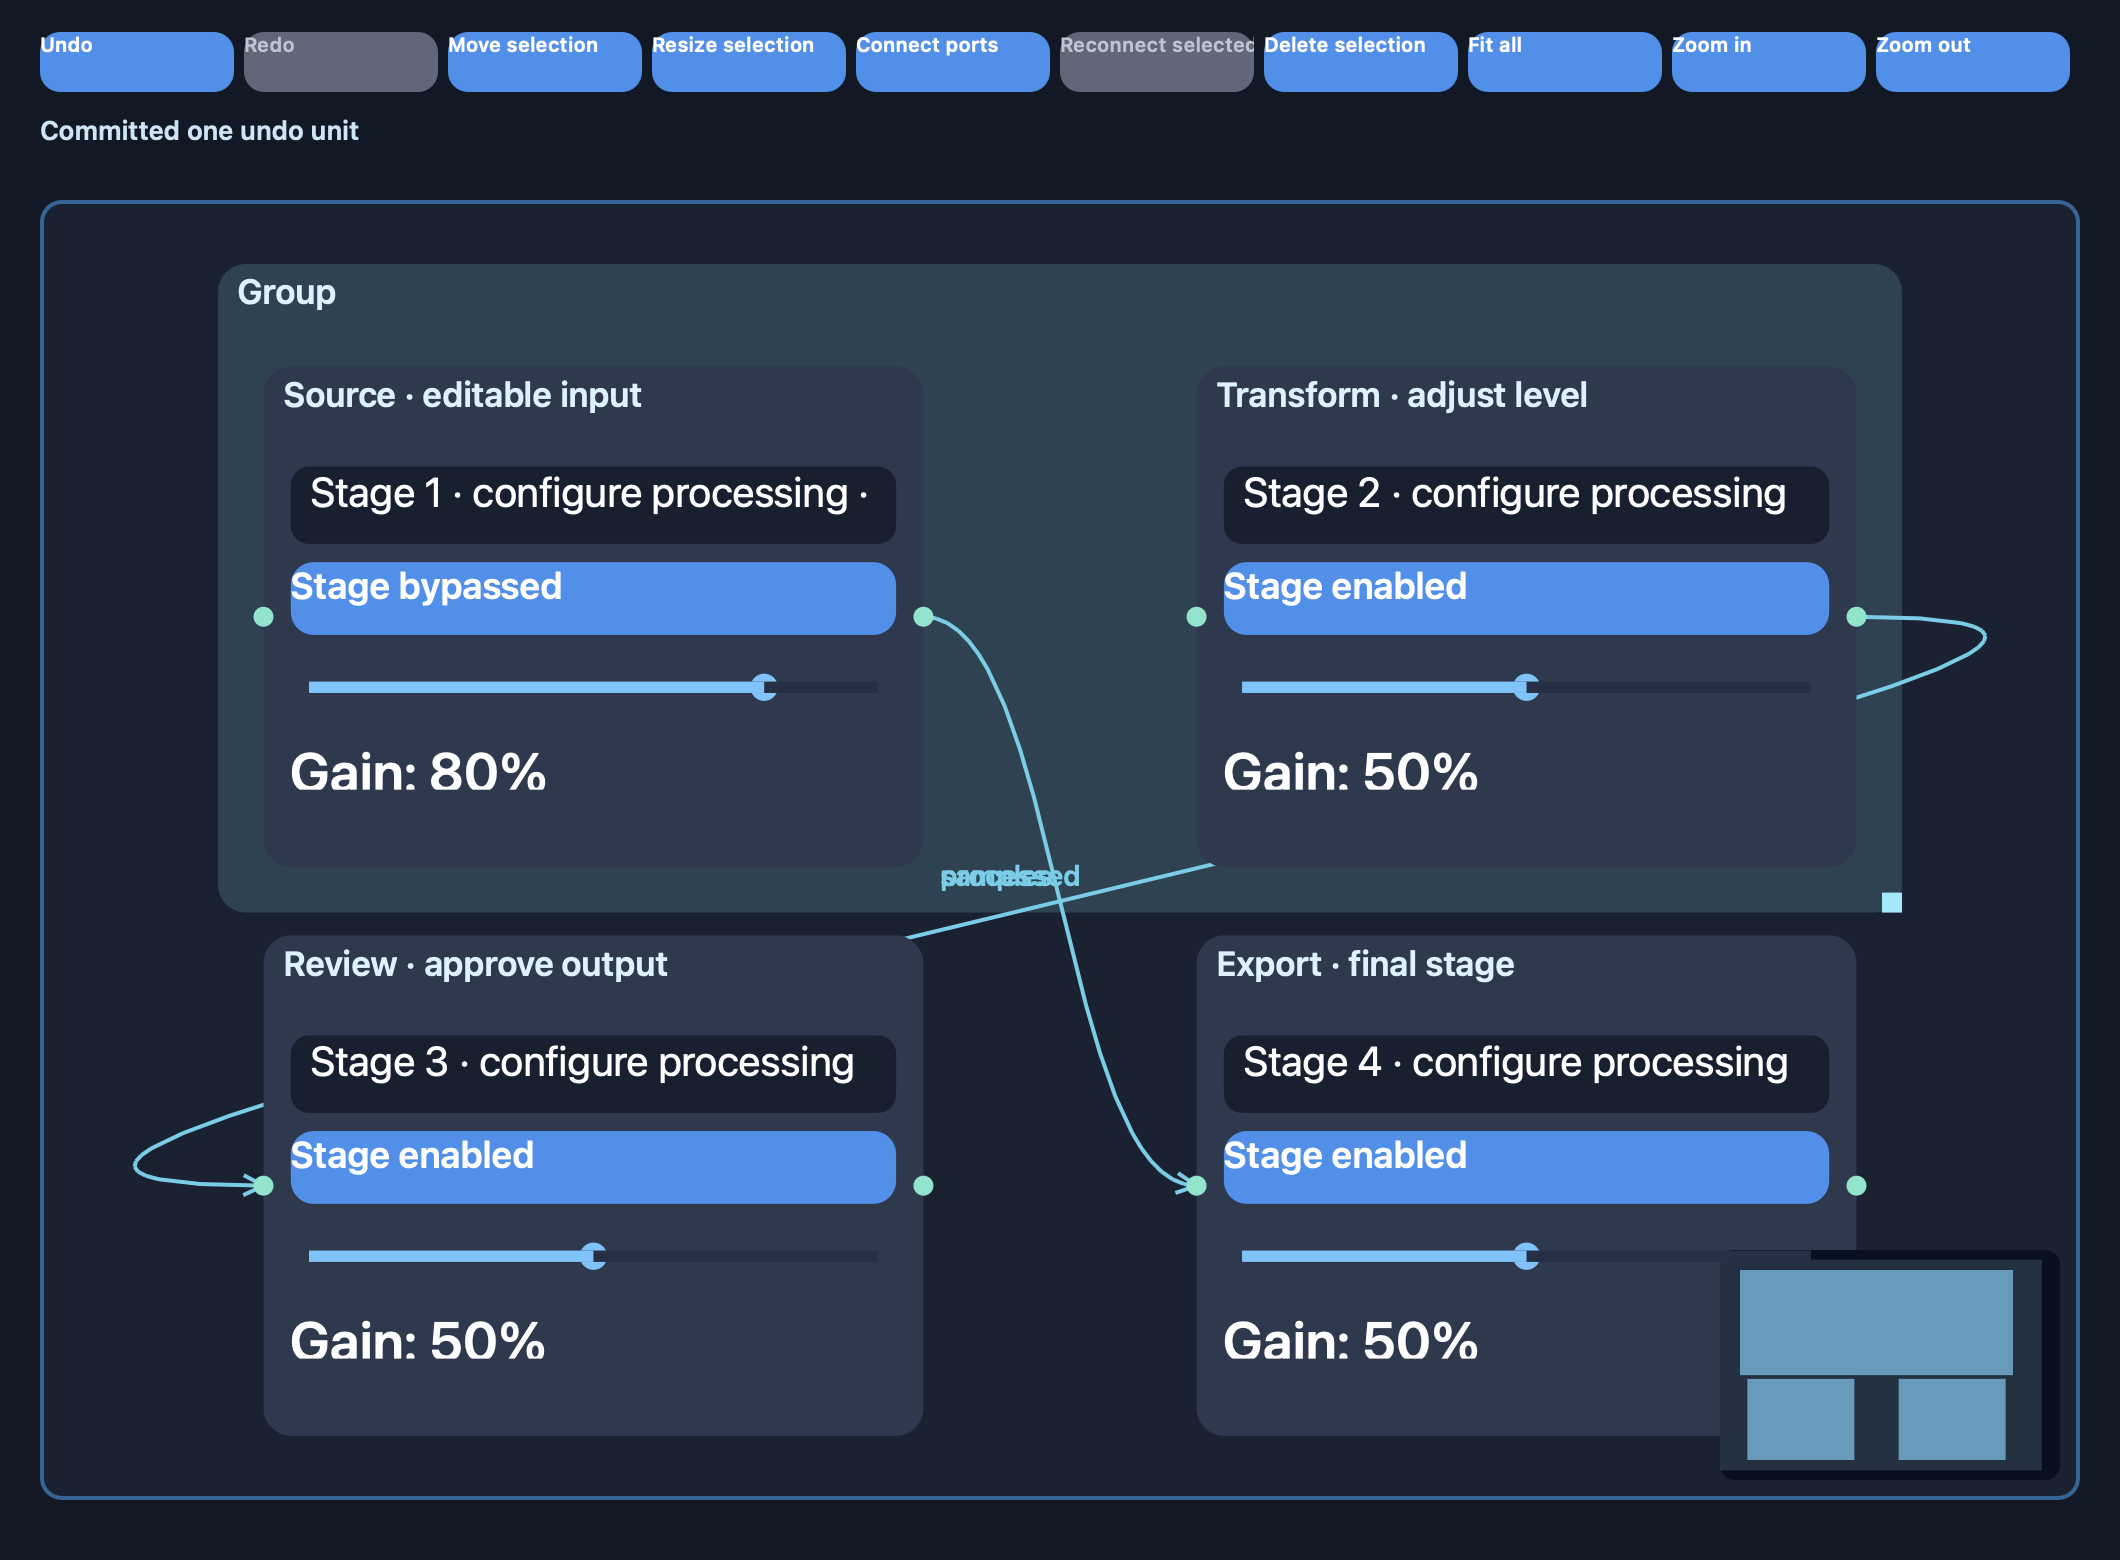 Undo
Redo
Move selection
Resize selection
Connect ports
Reconnect selected
Delete selection
Fit all
Zoom in
Zoom out
Committed one undo unit
Group
Source · editable input
Transform · adjust level
Stage 1 · configure processing ·
Stage 2 · configure processing
Stage bypassed
Stage enabled
Gain: 80%
Gain: 50%
Review · approve output
Export · final stage
Stage 3 · configure processing
Stage 4 · configure processing
Stage enabled
Stage enabled
Gain: 50%
Gain: 50%